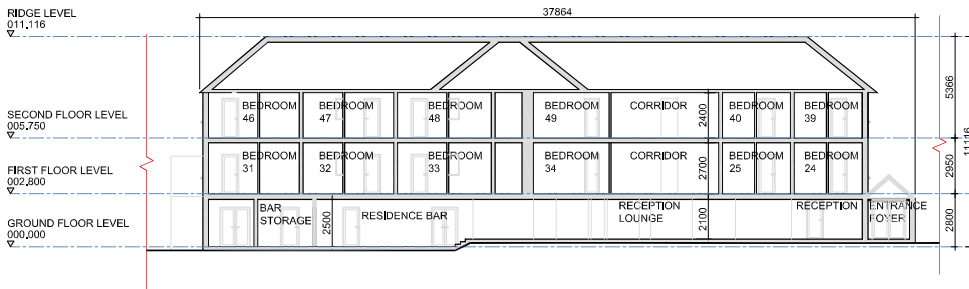 RIDGE LEVEL
011.116
37864
SECOND FLOOR LEVEL
005.750
BEDROOM
46
BEDROOM
47
BEDROOM
48
BEDROOM
49
CORRIDOR
2400
BEDROOM
40
BEDROOM
39
5366
FIRST FLOOR LEVEL
002.800
BEDROOM
31
BEDROOM
32
BEDROOM
33
BEDROOM
34
CORRIDOR
2700
BEDROOM
25
BEDROOM
24
2950
11116
GROUND FLOOR LEVEL
000.000
BAR
STORAGE
2500
RESIDENCE BAR
RECEPTION
LOUNGE
2100
RECEPTION
ENTRANCE
FOYER
2800